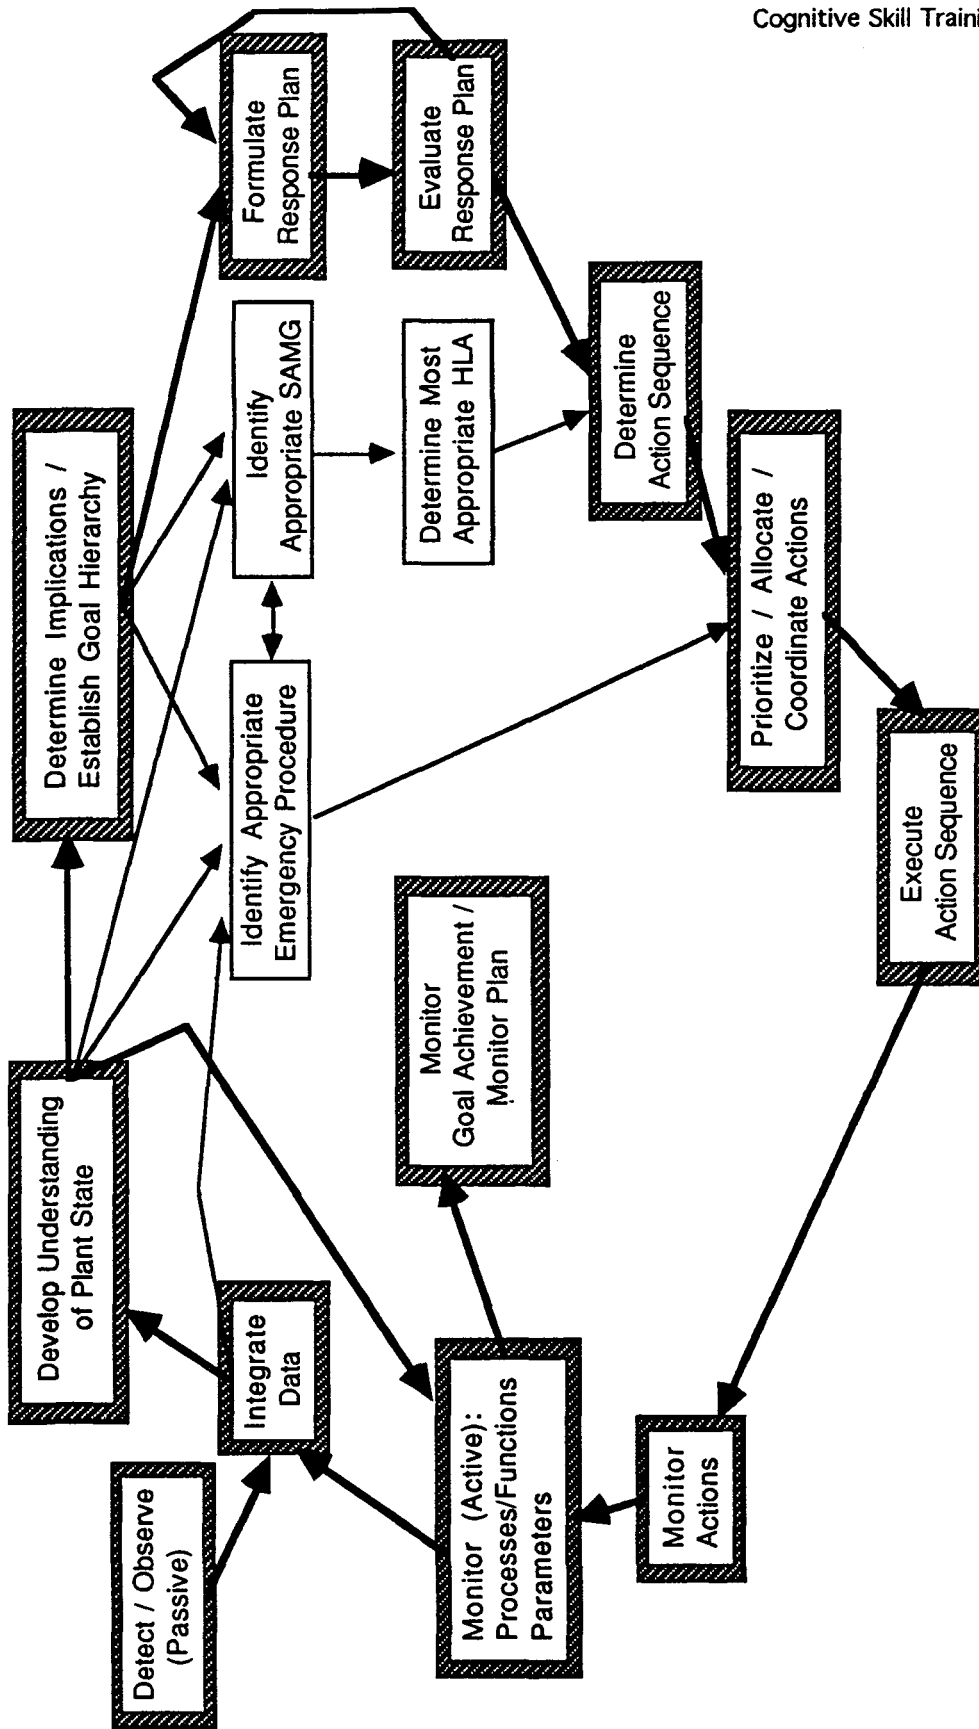 Cognitive Skill Traini
Detect / Observe
(Passive)
Integrate
Data
Develop Understanding
of Plant State
Determine Implications /
Establish Goal Hierarchy
Identify Appropriate
Emergency Procedure
Identify
Appropriate SAMG
Formulate
Response Plan
Determine Most
Appropriate HLA
Evaluate
Response Plan
Monitor
Goal Achievement /
Monitor Plan
Monitor (Active):
Processes/Functions
Parameters
Determine
Action Sequence
Monitor
Actions
Prioritize / Allocate /
Coordinate Actions
Execute
Action Sequence